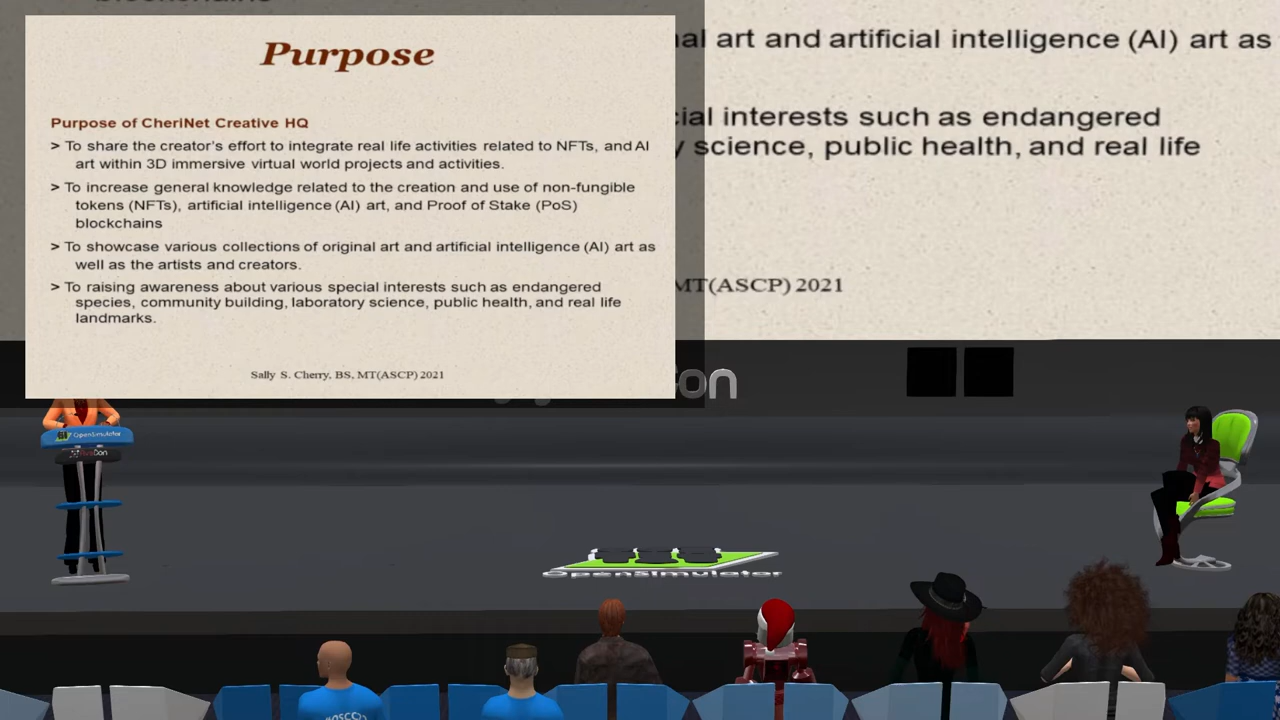 Purpose
Purpose of CheriNet Creative HQ
> To share the creator's effort to integrate real life activities related to NFTs, and AI
art within 3D immersive virtual world projects and activities.
> To increase general knowledge related to the creation and use of non-fungible
tokens (NFTs), artificial intelligence (AI) art, and Proof of Stake (PoS)
blockchains
> To showcase various collections of original art and artificial intelligence (AI) art as
well as the artists and creators.
> To raising awareness about various special interests such as endangered
species, community building, laboratory science, public health, and real life
landmarks.
Sally S. Cherry, BS, MT(ASCP) 2021
art and artificial intelligence (AI) art as
interests such as endangered
science, public health, and real life
MT(ASCP) 2021
OpenSimulator
OpenSimulator